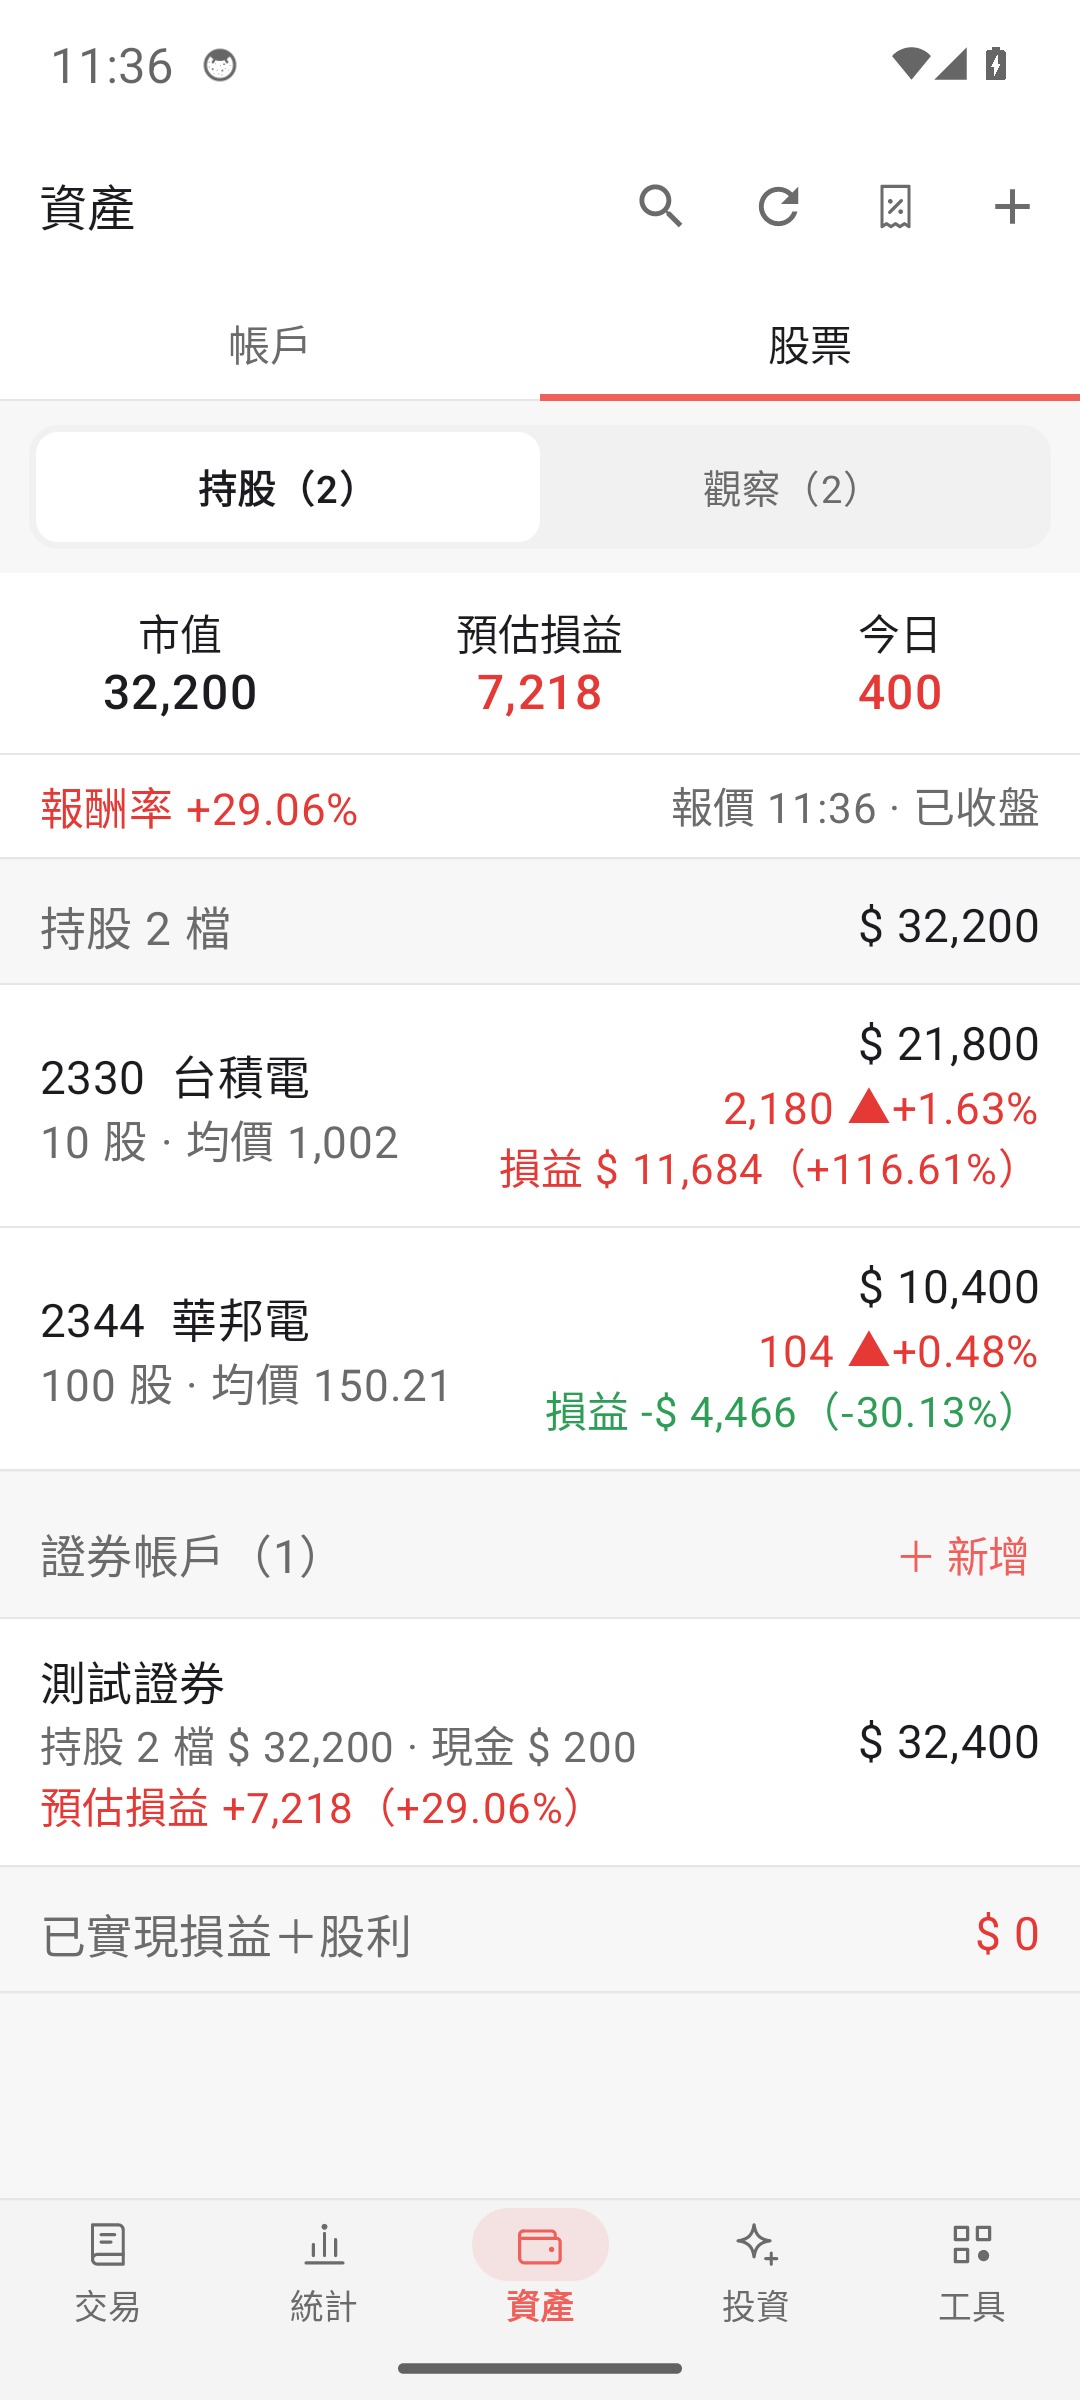 11:36
資產
帳戶 股票
持股（2） 觀察（2）
市值 預估損益 今日
32,200 7,218 400
報酬率 +29.06% 報價 11:36 · 已收盤
持股 2 檔 $ 32,200
$ 21,800
2330 台積電
2,180 ▲+1.63%
10 股 · 均價 1,002
損益 $ 11,684（+116.61%）
$ 10,400
2344 華邦電
104 ▲+0.48%
100 股 · 均價 150.21
損益 -$ 4,466（-30.13%）
證券帳戶（1） ＋ 新增
測試證券
持股 2 檔 $ 32,200 · 現金 $ 200 $ 32,400
預估損益 +7,218（+29.06%）
已實現損益＋股利 $ 0
交易 統計 資產 投資 工具